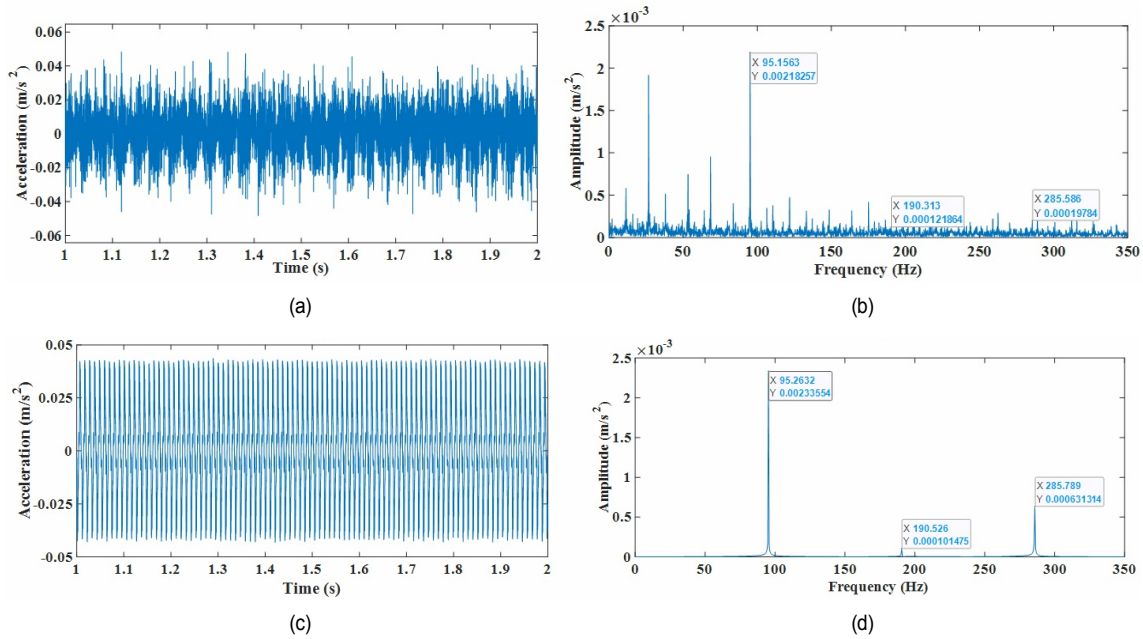 0.06
0.04
0.02
0
-0.02
-0.04
-0.06
Acceleration (m/s²)
1 1.1 1.2 1.3 1.4 1.5 1.6 1.7 1.8 1.9 2
Time (s)
(a)
×10⁻³
2.5
2
1.5
1
0.5
0
Amplitude (m/s²)
X 95.1563
Y 0.00218257
X 190.313
Y 0.000121864
X 285.586
Y 0.00019784
0 50 100 150 200 250 300 350
Frequency (Hz)
(b)
0.05
0.025
0
-0.025
-0.05
Acceleration (m/s²)
1 1.1 1.2 1.3 1.4 1.5 1.6 1.7 1.8 1.9 2
Time (s)
(c)
×10⁻³
2.5
2
1.5
1
0.5
0
Amplitude (m/s²)
X 95.2632
Y 0.00233554
X 190.526
Y 0.000101475
X 285.789
Y 0.000631314
0 50 100 150 200 250 300 350
Frequency (Hz)
(d)